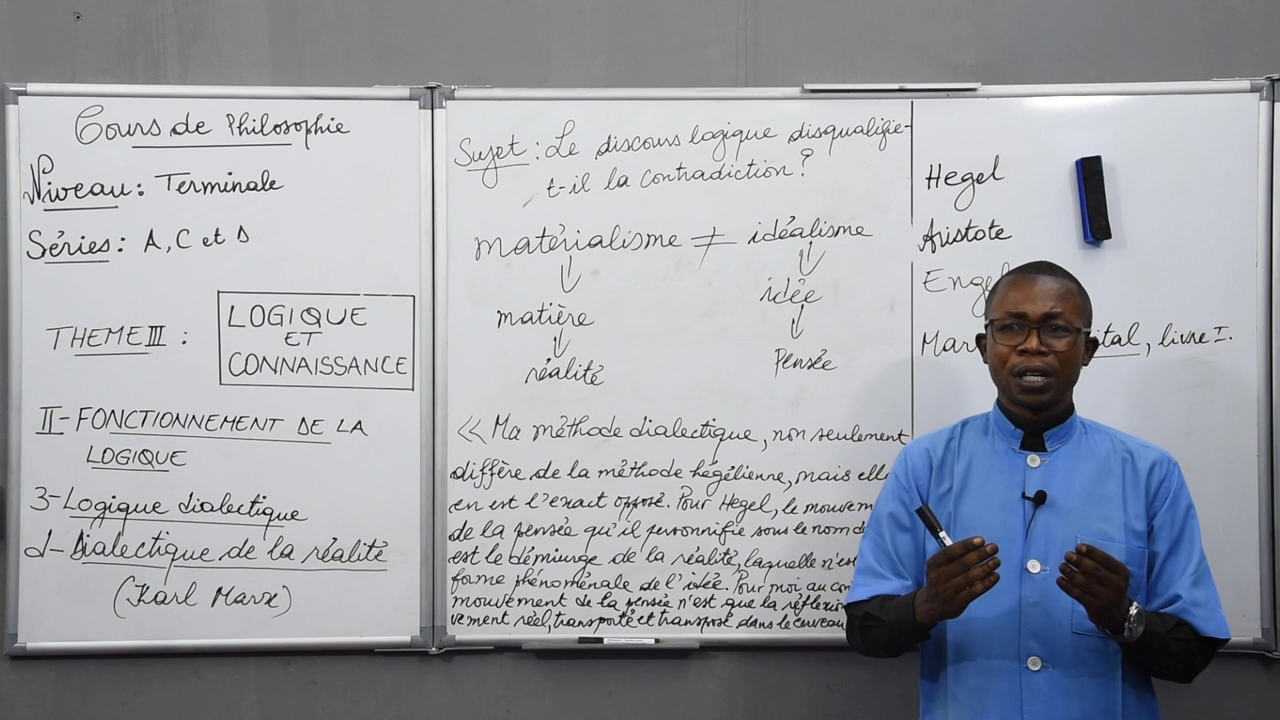 Cours de Philosophie
Niveau : Terminale
Séries : A, C et D
THEME III :
LOGIQUE
ET
CONNAISSANCE
II- FONCTIONNEMENT DE LA
LOGIQUE
3- Logique dialectique
d- Dialectique de la réalité
(Karl Marx)
Sujet : Le discours logique disqualifie-
t-il la contradiction ?
matérialisme ≠ idéalisme
matière
idée
réalité
Pensée
<< Ma méthode dialectique, non seulement
diffère de la méthode hégélienne, mais elle
en est l'exact opposé. Pour Hegel, le mouvem
de la pensée qu'il personnifie sous le nom d
est le démiurge de la réalité, laquelle n'es
forme phénoménale de l'idée. Pour moi au con
mouvement de la pensée n'est que la réflexi
vement réel, transporté et transposé dans le cerveau
Hegel
Aristote
Enge
Mar ital, livre I.